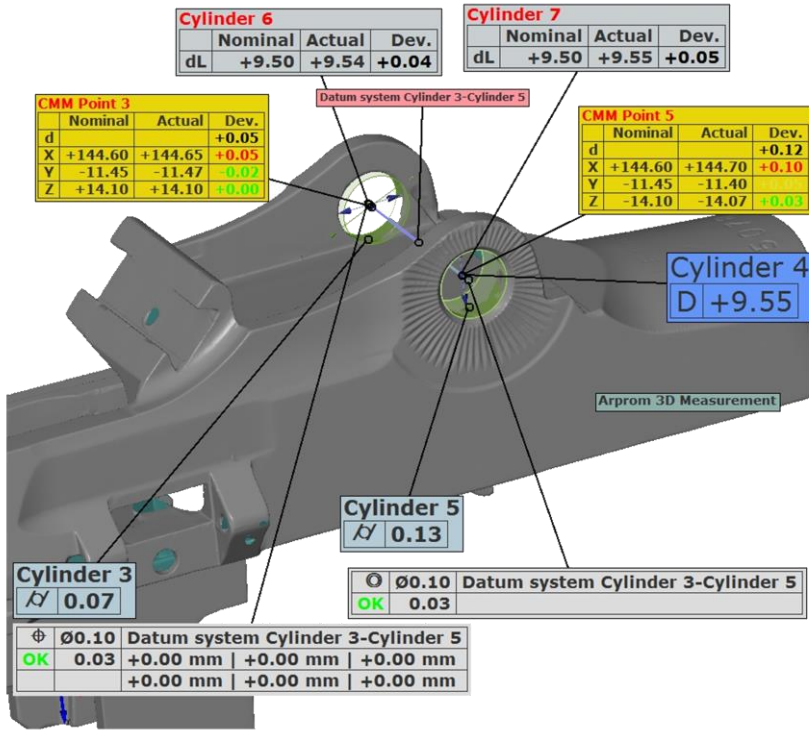 Cylinder 6
Nominal Actual Dev.
dL +9.50 +9.54 +0.04
Cylinder 7
Nominal Actual Dev.
dL +9.50 +9.55 +0.05
Datum system Cylinder 3-Cylinder 5
CMM Point 3
Nominal Actual Dev.
d +0.05
X +144.60 +144.65 +0.05
Y -11.45 -11.47 -0.02
Z +14.10 +14.10 +0.00
CMM Point 5
Nominal Actual Dev.
d +0.12
X +144.60 +144.70 +0.10
Y -11.45 -11.40
Z -14.10 -14.07 +0.03
Cylinder 4
D +9.55
Arprom 3D Measurement
Cylinder 5
⌭ 0.13
Cylinder 3
⌭ 0.07
◎ Ø0.10 Datum system Cylinder 3-Cylinder 5
OK 0.03
⌖ Ø0.10 Datum system Cylinder 3-Cylinder 5
OK 0.03 +0.00 mm | +0.00 mm | +0.00 mm
+0.00 mm | +0.00 mm | +0.00 mm